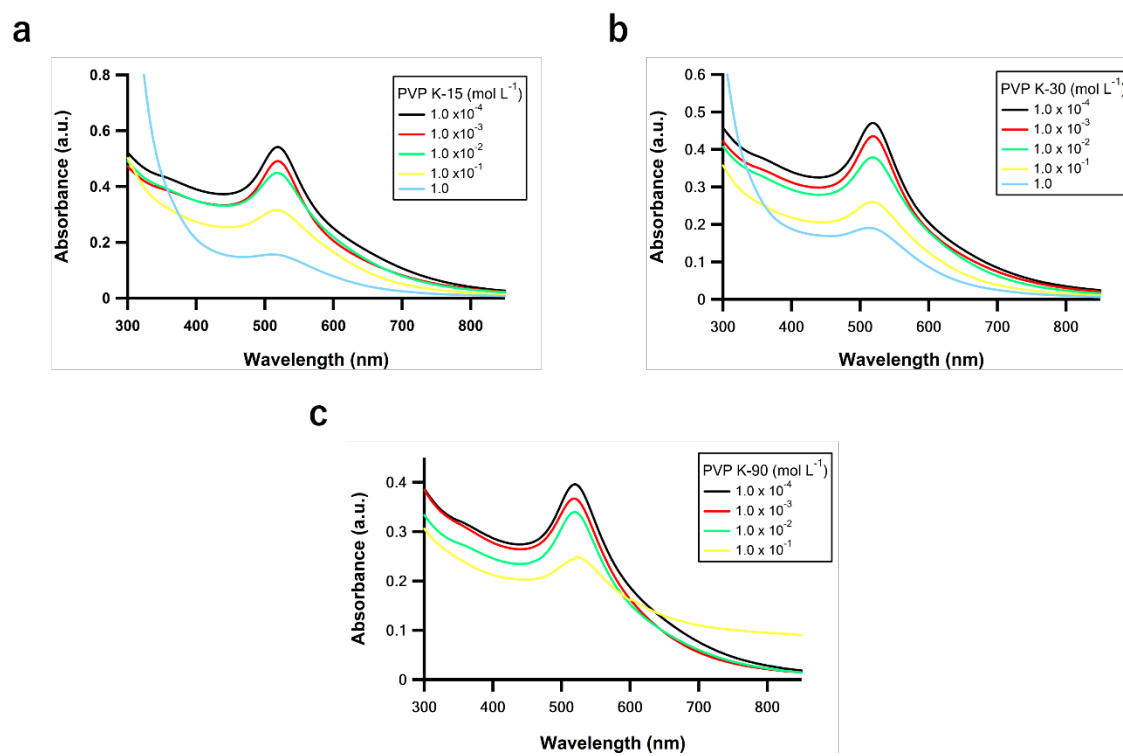 a
PVP K-15 (mol L⁻¹)
1.0 x10⁻⁴
1.0 x10⁻³
1.0 x10⁻²
1.0 x10⁻¹
1.0
Absorbance (a.u.)
0.8
0.6
0.4
0.2
0
300 400 500 600 700 800
Wavelength (nm)
b
PVP K-30 (mol L⁻¹)
1.0 x 10⁻⁴
1.0 x 10⁻³
1.0 x 10⁻²
1.0 x 10⁻¹
1.0
Absorbance (a.u.)
0.6
0.5
0.4
0.3
0.2
0.1
0
300 400 500 600 700 800
Wavelength (nm)
c
PVP K-90 (mol L⁻¹)
1.0 x 10⁻⁴
1.0 x 10⁻³
1.0 x 10⁻²
1.0 x 10⁻¹
Absorbance (a.u.)
0.4
0.3
0.2
0.1
0
300 400 500 600 700 800
Wavelength (nm)